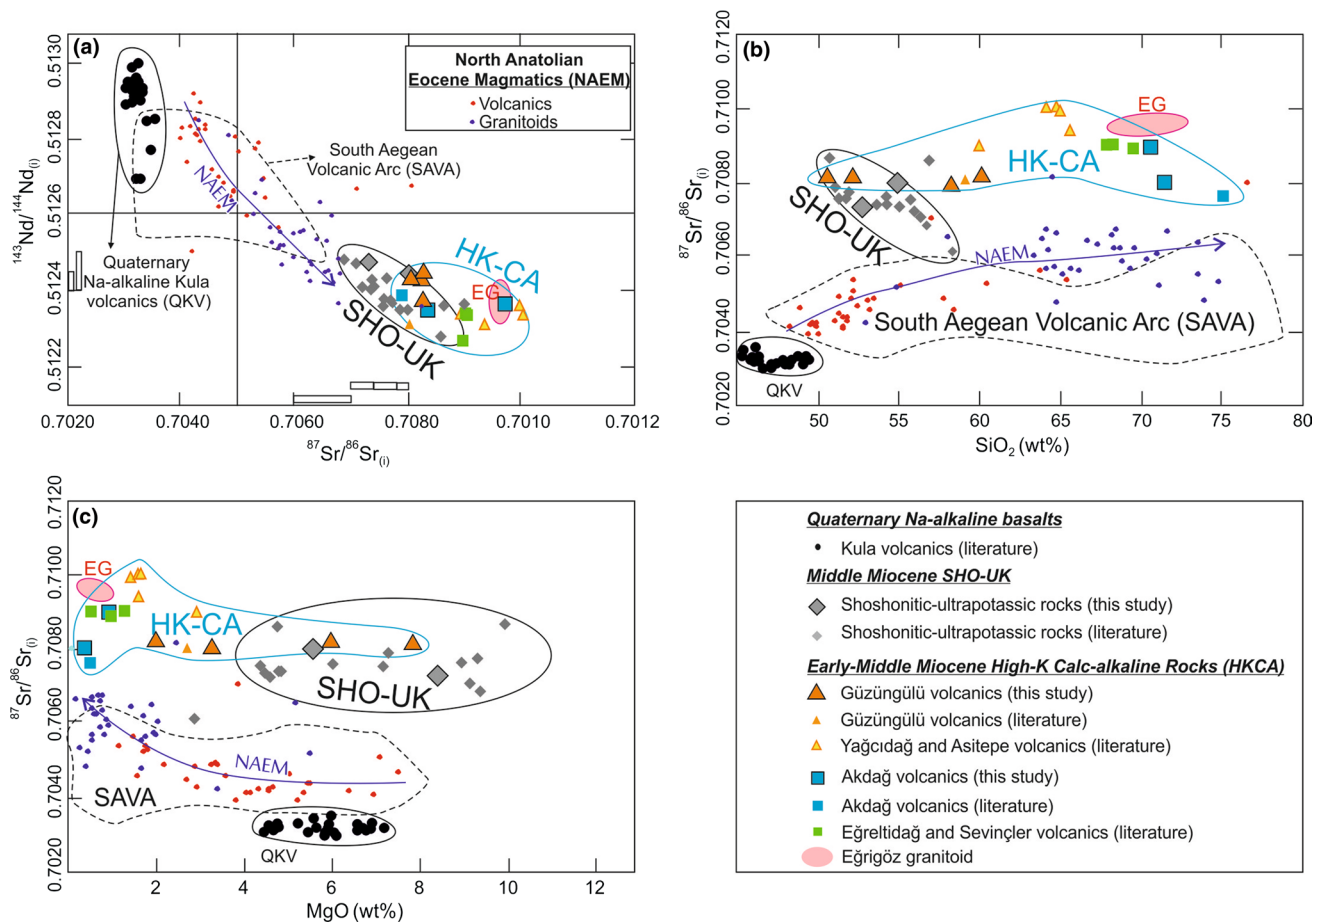 (a)
0.5130
0.5128
0.5126
0.5124
0.5122
143Nd/144Nd(i)
North Anatolian
Eocene Magmatics (NAEM)
Volcanics
Granitoids
South Aegean
Volcanic Arc (SAVA)
NAEM
Quaternary
Na-alkaline Kula
volcanics (QKV)
HK-CA
EG
SHO-UK
0.7020
0.7040
0.7060
0.7080
0.70101
0.7012
87Sr/86Sr(i)
(b)
0.7120
0.7100
0.7080
0.7060
0.7040
0.7020
87Sr/86Sr(i)
EG
HK-CA
SHO-UK
NAEM
South Aegean Volcanic Arc (SAVA)
QKV
50
55
60
65
70
75
80
SiO2 (wt%)
(c)
0.7120
0.7100
0.7080
0.7060
0.7040
0.7020
87Sr/86Sr(i)
EG
HK-CA
SHO-UK
NAEM
SAVA
QKV
2
4
6
8
10
12
MgO (wt%)
Quaternary Na-alkaline basalts
Kula volcanics (literature)
Middle Miocene SHO-UK
Shoshonitic-ultrapotassic rocks (this study)
Shoshonitic-ultrapotassic rocks (literature)
Early-Middle Miocene High-K Calc-alkaline Rocks (HKCA)
Güzüngülü volcanics (this study)
Güzüngülü volcanics (literature)
Yağcıdağ and Asitepe volcanics (literature)
Akdağ volcanics (this study)
Akdağ volcanics (literature)
Eğreltidağ and Sevinçler volcanics (literature)
Eğrigöz granitoid